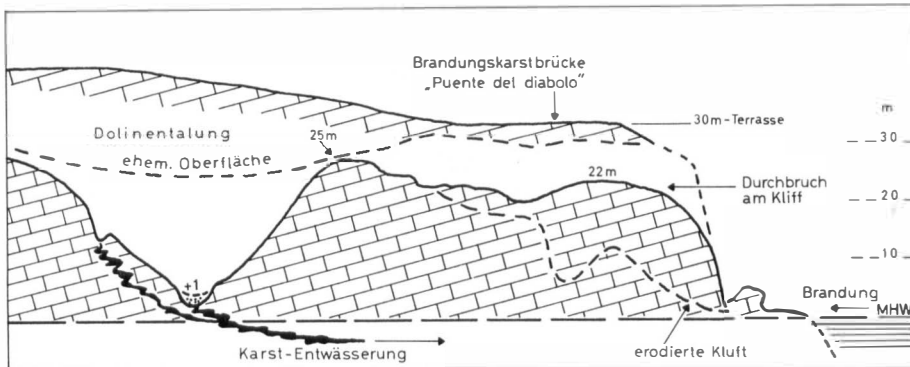 Brandungskarstbrücke
„Puente del diabolo"
m
30m-Terrasse
Dolinentalung
25m
30
ehem. Oberfläche
22m
Durchbruch
am Kliff
20
10
+1
Brandung
MHW
Karst-Entwässerung
erodierte Kluft